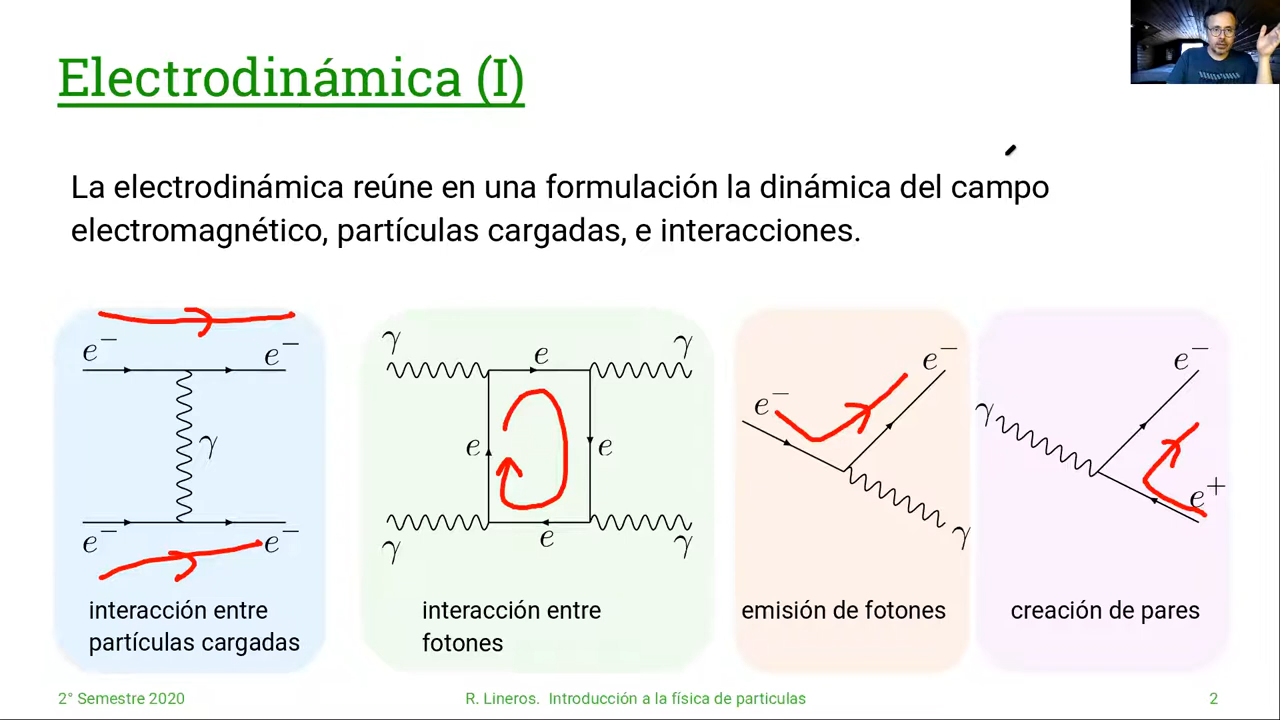 Electrodinámica (I)
La electrodinámica reúne en una formulación la dinámica del campo
electromagnético, partículas cargadas, e interacciones.
e⁻ e⁻
γ
e⁻ e⁻
interacción entre
partículas cargadas
γ e γ
e e
γ e γ
interacción entre
fotones
e⁻ e⁻
γ
emisión de fotones
γ e⁻
e⁺
creación de pares
2° Semestre 2020 R. Lineros. Introducción a la física de particulas 2